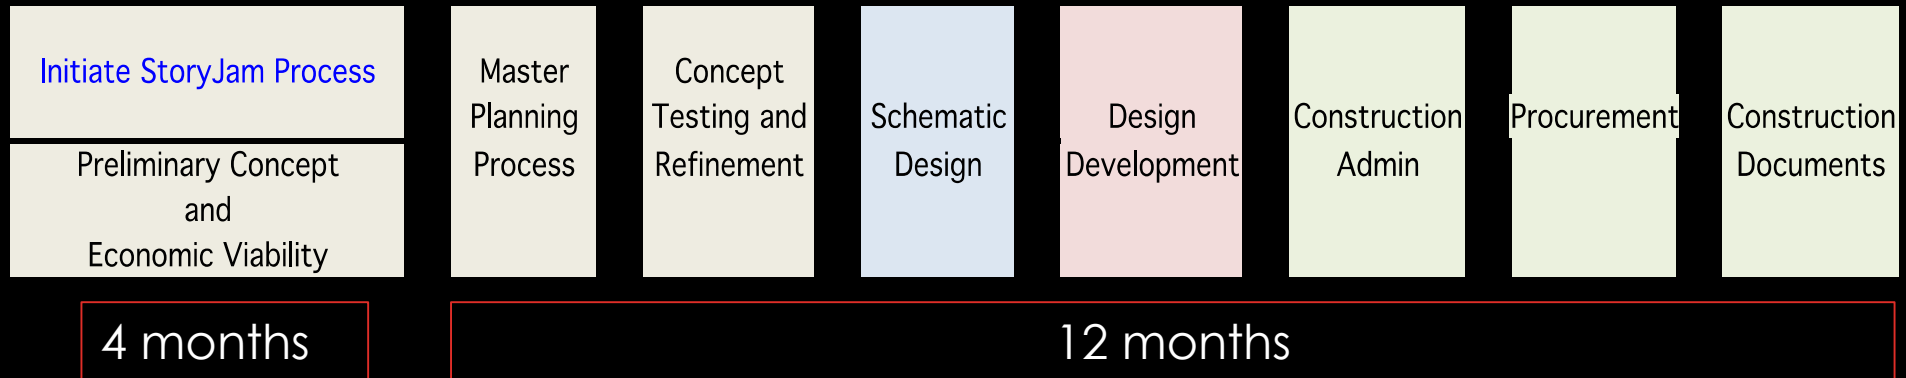 Initiate StoryJam Process
Preliminary Concept
and
Economic Viability
Master
Planning
Process
Concept
Testing and
Refinement
Schematic
Design
Design
Development
Construction
Admin
Procurement
Construction
Documents
4 months
12 months